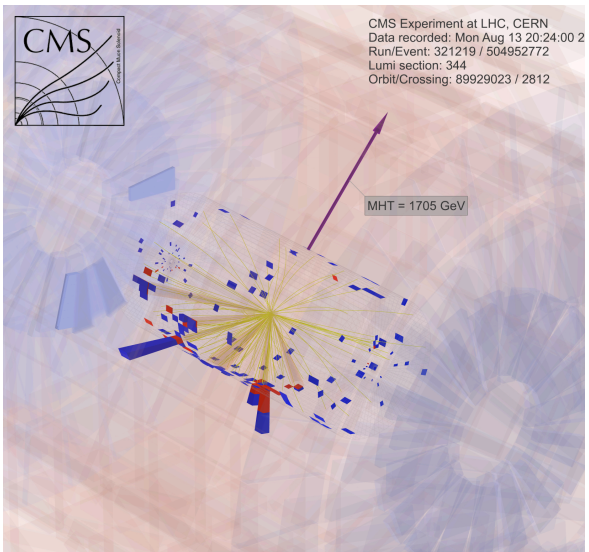 CMS
Compact Muon Solenoid
CMS Experiment at LHC, CERN
Data recorded: Mon Aug 13 20:24:00 2
Run/Event: 321219 / 504952772
Lumi section: 344
Orbit/Crossing: 89929023 / 2812
MHT = 1705 GeV